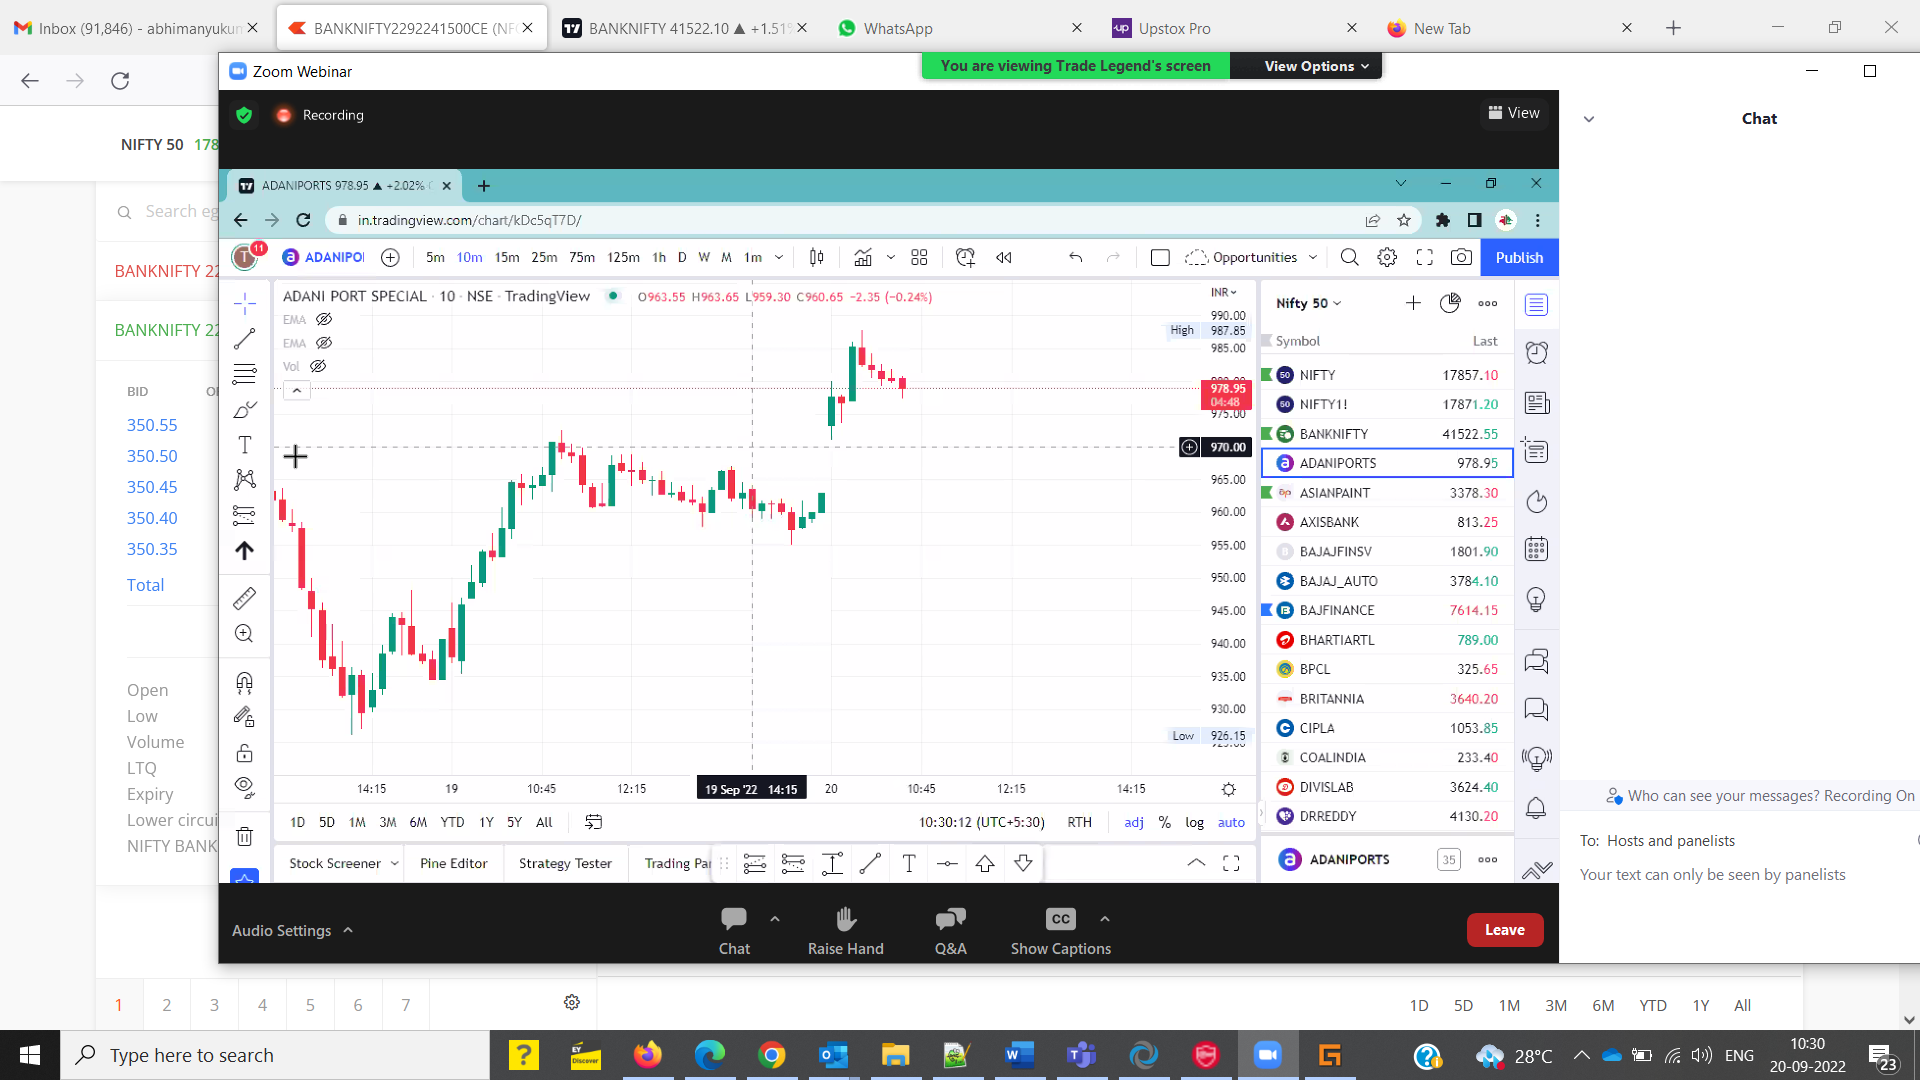 Inbox (91,846) - abhimanyukun
BANKNIFTY2292241500CE (NFO
BANKNIFTY 41522.10 ▲ +1.51%
WhatsApp
Upstox Pro
New Tab
Zoom Webinar
You are viewing Trade Legend's screen
View Options
Recording
View
Chat
NIFTY 50 178
ADANIPORTS 978.95 ▲ +2.02%
Search eg
in.tradingview.com/chart/kDc5qT7D/
11
ADANIPO
5m 10m 15m 25m 75m 125m 1h D W M 1m
Opportunities
Publish
BANKNIFTY 22
BANKNIFTY 22
ADANI PORT SPECIAL · 10 · NSE · TradingView
O963.55 H963.65 L959.30 C960.65 −2.35 (−0.24%)
EMA
EMA
Vol
INR
990.00
High 987.85
985.00
980.00
978.95
04:48
975.00
970.00
965.00
960.00
955.00
950.00
945.00
940.00
935.00
930.00
Low 926.15
925.00
Nifty 50
Symbol Last
NIFTY 17857.10
NIFTY1! 17871.20
BANKNIFTY 41522.55
ADANIPORTS 978.95
ASIANPAINT 3378.30
AXISBANK 813.25
BAJAJFINSV 1801.90
BAJAJ_AUTO 3784.10
BAJFINANCE 7614.15
BHARTIARTL 789.00
BPCL 325.65
BRITANNIA 3640.20
CIPLA 1053.85
COALINDIA 233.40
DIVISLAB 3624.40
DRREDDY 4130.20
BID
350.55
350.50
350.45
350.40
350.35
Total
Open
Low
Volume
LTQ
Expiry
Lower circui
NIFTY BANK
14:15 19 10:45 12:15 19 Sep '22 14:15 20 10:45 12:15 14:15
1D 5D 1M 3M 6M YTD 1Y 5Y All
10:30:12 (UTC+5:30) RTH adj % log auto
Stock Screener
Pine Editor
Strategy Tester
Trading Pa
ADANIPORTS 35
Who can see your messages? Recording On
To: Hosts and panelists
Your text can only be seen by panelists
Audio Settings
Chat
Raise Hand
Q&A
CC
Show Captions
Leave
1 2 3 4 5 6 7
1D 5D 1M 3M 6M YTD 1Y All
Type here to search
EY
Discover
28°C
ENG
10:30
20-09-2022
23